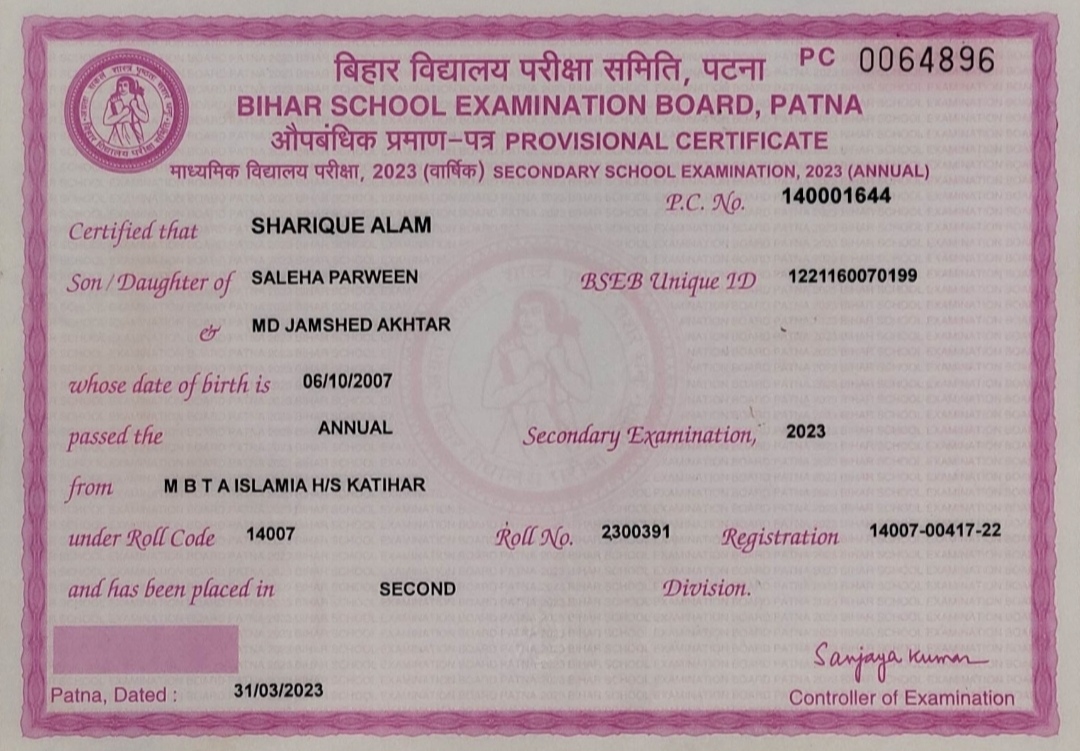 बिहार विद्यालय परीक्षा समिति, पटना PC 0064896
BIHAR SCHOOL EXAMINATION BOARD, PATNA
औपबंधिक प्रमाण-पत्र PROVISIONAL CERTIFICATE
माध्यमिक विद्यालय परीक्षा, 2023 (वार्षिक) SECONDARY SCHOOL EXAMINATION, 2023 (ANNUAL)
P.C. No. 140001644
Certified that SHARIQUE ALAM
Son/Daughter of SALEHA PARWEEN BSEB Unique ID 1221160070199
& MD JAMSHED AKHTAR
whose date of birth is 06/10/2007
passed the ANNUAL Secondary Examination, 2023
from M B T A ISLAMIA H/S KATIHAR
under Roll Code 14007 Roll No. 2300391 Registration 14007-00417-22
and has been placed in SECOND Division.
Sanjaya Kumar
Patna, Dated : 31/03/2023 Controller of Examination